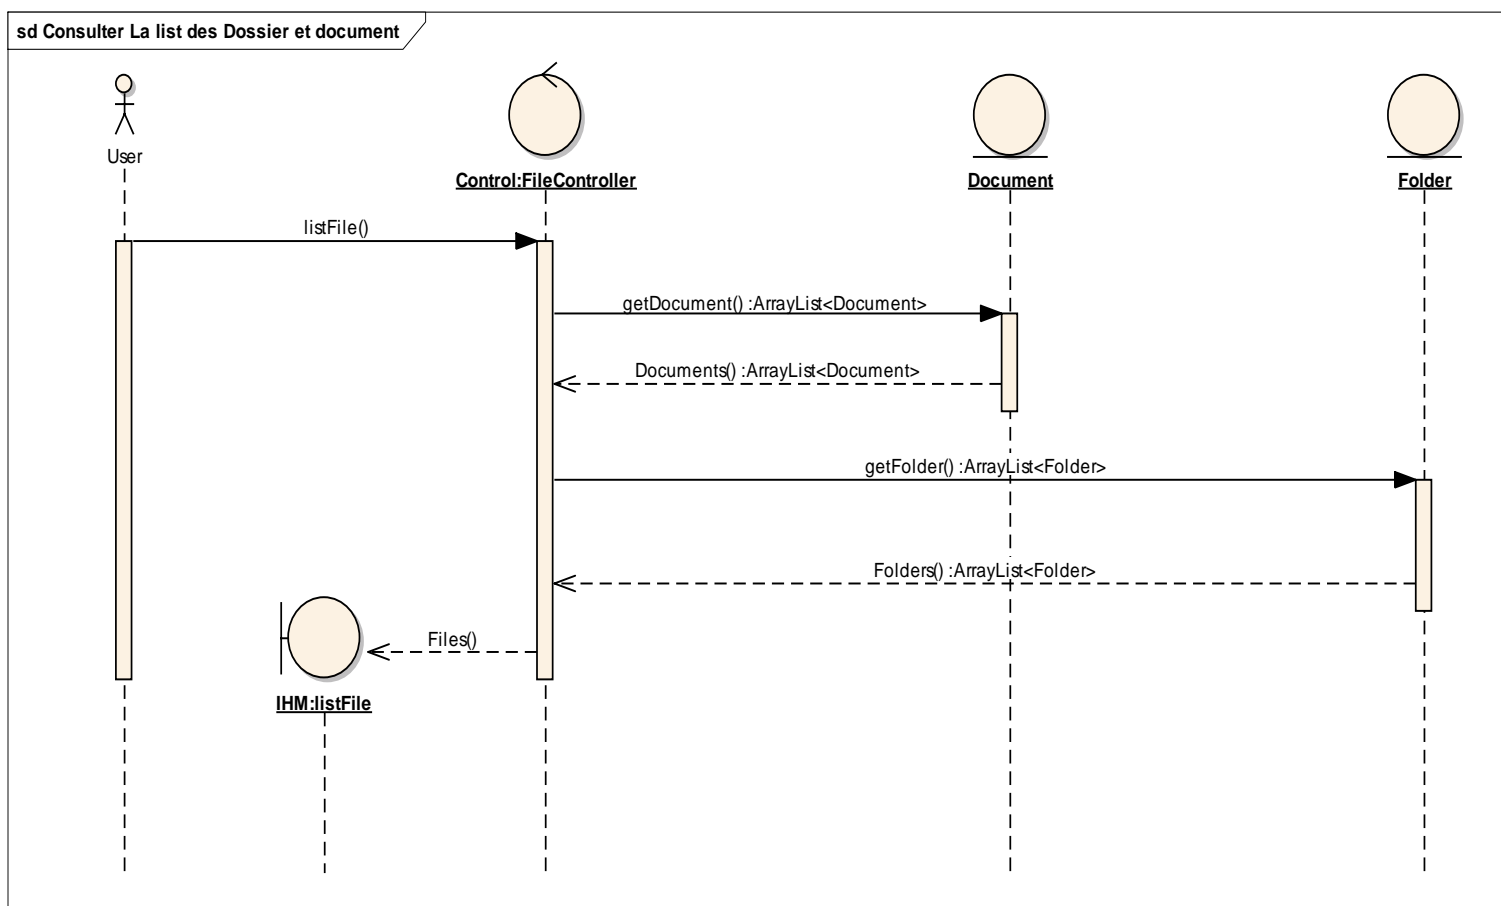 sd Consulter La list des Dossier et document
User
Control:FileController
Document
Folder
listFile()
getDocument() :ArrayList<Document>
Documents() :ArrayList<Document>
getFolder() :ArrayList<Folder>
Folders() :ArrayList<Folder>
Files()
IHM:listFile